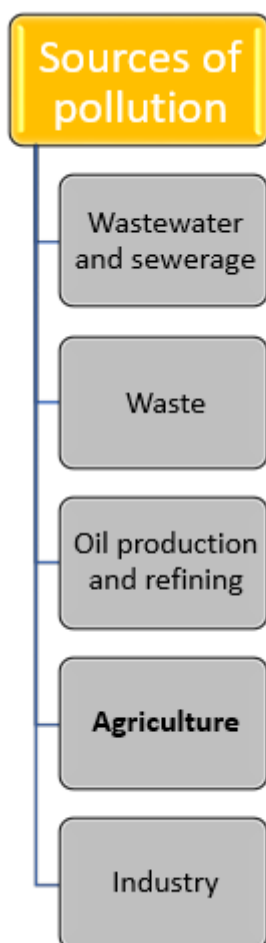 Sources of
pollution
Wastewater
and sewerage
Waste
Oil production
and refining
Agriculture
Industry